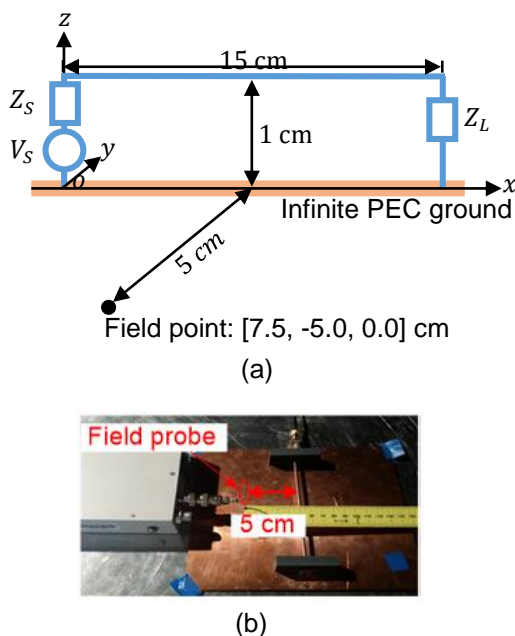 z
15 cm
Z_S
Z_L
1 cm
V_S
y
o
x
Infinite PEC ground
5 cm
Field point: [7.5, -5.0, 0.0] cm
(a)
Field probe
5 cm
(b)